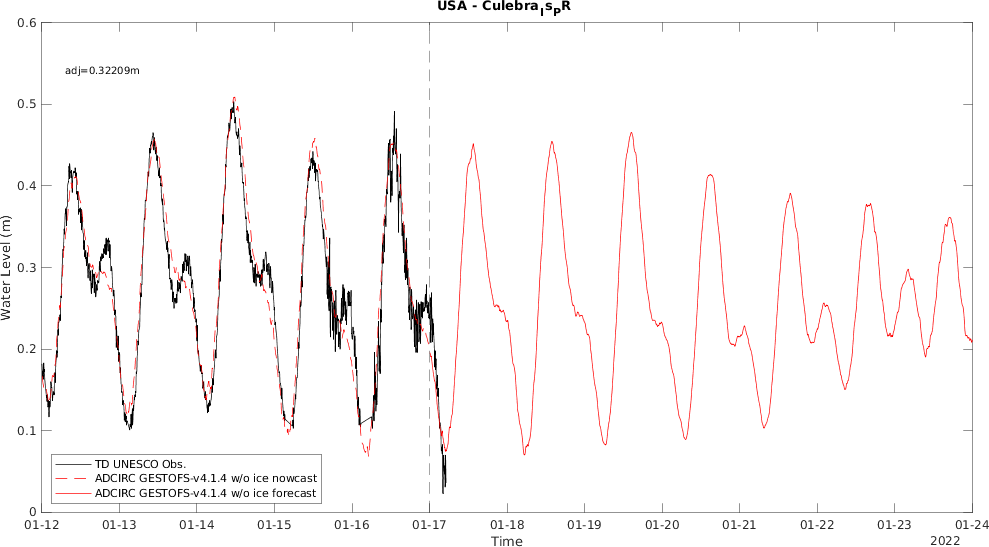 USA - CulebraIsPR
0.6
adj=0.32209m
0.5
0.4
Water Level (m)
0.3
0.2
0.1
TD UNESCO Obs.
ADCIRC GESTOFS-v4.1.4 w/o ice nowcast
ADCIRC GESTOFS-v4.1.4 w/o ice forecast
0
01-12 01-13 01-14 01-15 01-16 01-17 01-18 01-19 01-20 01-21 01-22 01-23 01-24
Time
2022